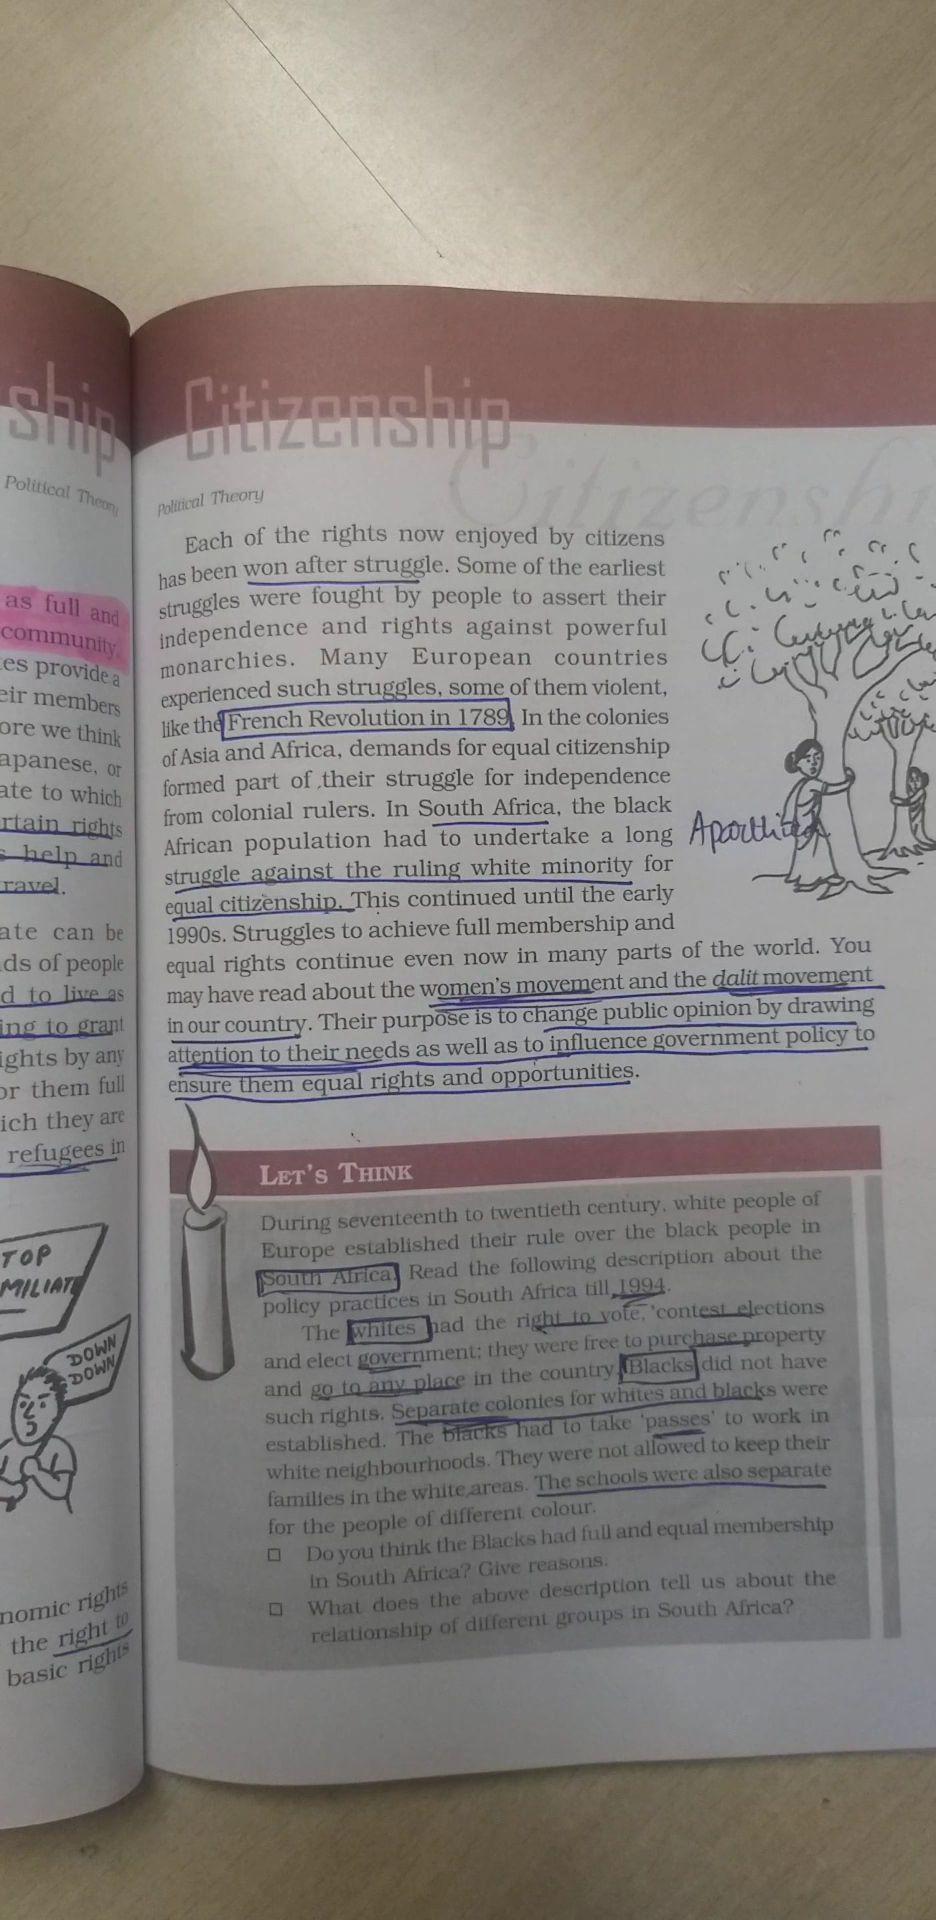 ship
Political Theory
as full and
community.
tes provide a
eir members
ore we think
apanese, or
ate to which
rtain rights
s help and
ravel.
ate can be
ds of people
d to live as
ing to grant
ights by any
or them full
ich they are
refugees in
TOP
MILIAT
DOWN
DOWN
nomic rights
the right to
basic rights
Citizenship
Citizenshi
Political Theory
Each of the rights now enjoyed by citizens
has been won after struggle. Some of the earliest
struggles were fought by people to assert their
independence and rights against powerful
monarchies. Many European countries
experienced such struggles, some of them violent,
like the French Revolution in 1789. In the colonies
of Asia and Africa, demands for equal citizenship
formed part of their struggle for independence
from colonial rulers. In South Africa, the black
African population had to undertake a long
struggle against the ruling white minority for
equal citizenship. This continued until the early
1990s. Struggles to achieve full membership and
equal rights continue even now in many parts of the world. You
may have read about the women's movement and the dalit movement
in our country. Their purpose is to change public opinion by drawing
attention to their needs as well as to influence government policy to
ensure them equal rights and opportunities.
LET'S THINK
During seventeenth to twentieth century, white people of
Europe established their rule over the black people in
South Africa. Read the following description about the
policy practices in South Africa till 1994.
The whites had the right to vote, contest elections
and elect government; they were free to purchase property
and go to any place in the country. Blacks did not have
such rights. Separate colonies for whites and blacks were
established. The blacks had to take 'passes' to work in
white neighbourhoods. They were not allowed to keep their
families in the white areas. The schools were also separate
for the people of different colour.
□ Do you think the Blacks had full and equal membership
in South Africa? Give reasons.
□ What does the above description tell us about the
relationship of different groups in South Africa?